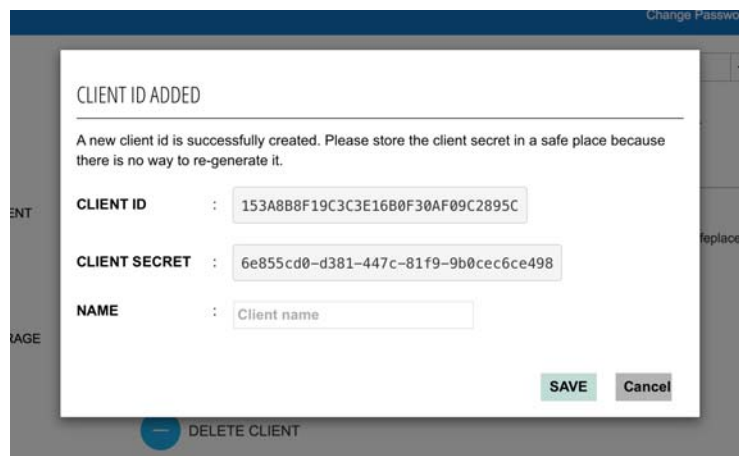 Change Passwo
CLIENT ID ADDED
A new client id is successfully created. Please store the client secret in a safe place because
there is no way to re-generate it.
ENT
CLIENT ID : 153A8B8F19C3C3E16B0F30AF09C2895C
feplace
CLIENT SECRET : 6e855cd0-d381-447c-81f9-9b0cec6ce498
NAME : Client name
RAGE
SAVE Cancel
DELETE CLIENT